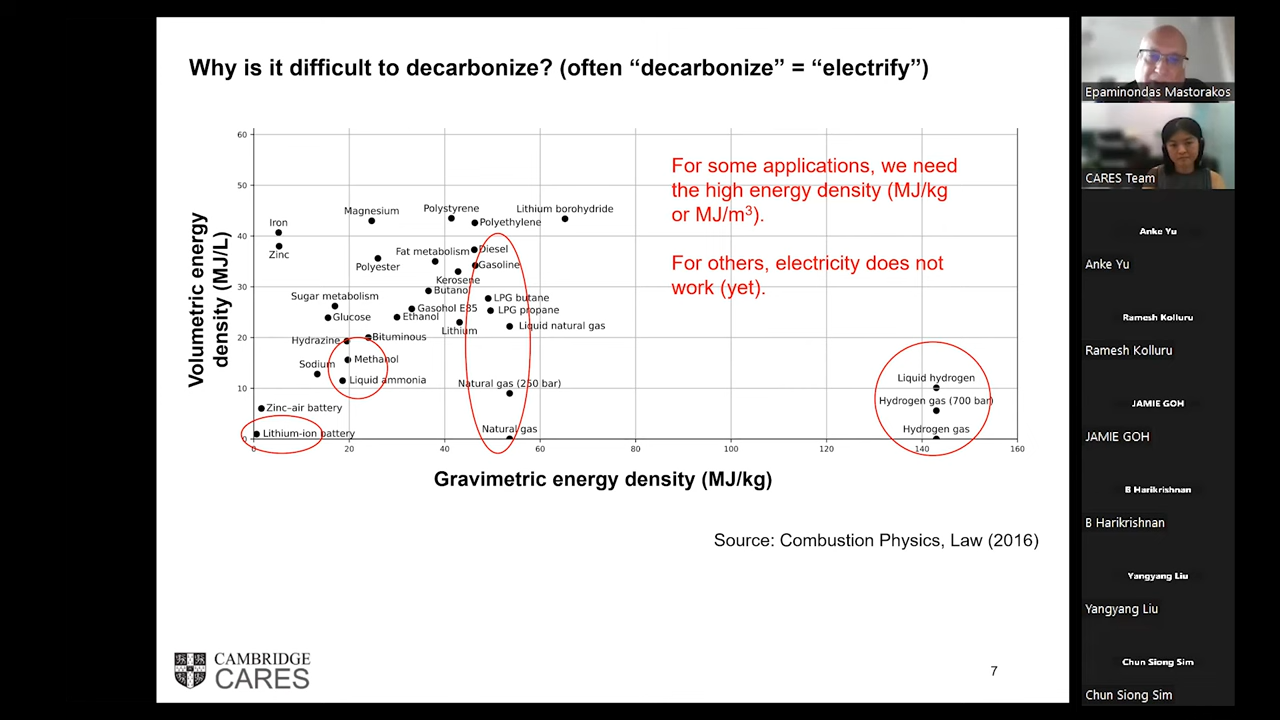 Why is it difficult to decarbonize? (often “decarbonize” = “electrify”)
Volumetric energy
density (MJ/L)
60
50
40
30
20
10
0
0
20
40
60
80
100
120
140
160
Iron
Zinc
Magnesium
Polystyrene
Polyethylene
Lithium borohydride
Polyester
Fat metabolism
Diesel
Gasoline
Kerosene
Butano
Sugar metabolism
Glucose
Gasohol E85
Ethanol
Lithium
LPG butane
LPG propane
Liquid natural gas
Hydrazine
Bituminous
Methanol
Sodium
Liquid ammonia
Natural gas (250 bar)
Zinc–air battery
Lithium-ion battery
Natural gas
Liquid hydrogen
Hydrogen gas (700 bar)
Hydrogen gas
For some applications, we need
the high energy density (MJ/kg
or MJ/m³).
For others, electricity does not
work (yet).
Gravimetric energy density (MJ/kg)
Source: Combustion Physics, Law (2016)
CAMBRIDGE
CARES
7
Epaminondas Mastorakos
CARES Team
Anke Yu
Anke Yu
Ramesh Kolluru
Ramesh Kolluru
JAMIE GOH
JAMIE GOH
B Harikrishnan
B Harikrishnan
Yangyang Liu
Yangyang Liu
Chun Siong Sim
Chun Siong Sim